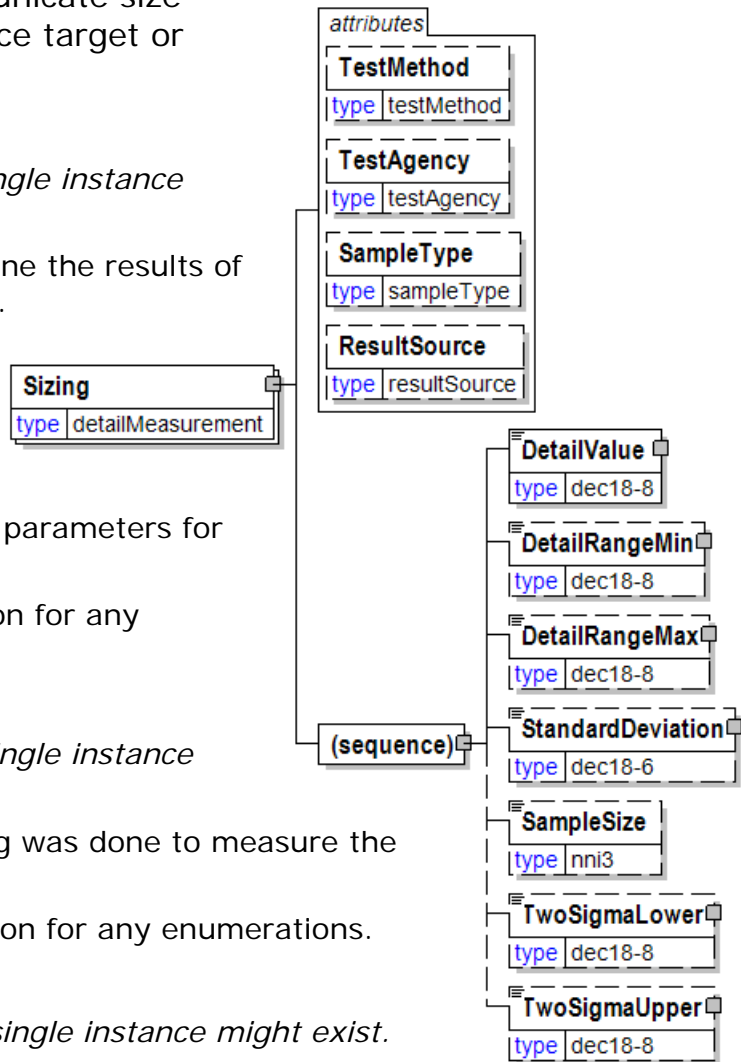 unicate size
ce target or
ngle instance
ne the results of
.
parameters for
on for any
ngle instance
g was done to measure the
on for any enumerations.
single instance might exist.
attributes
TestMethod
type testMethod
TestAgency
type testAgency
SampleType
type sampleType
ResultSource
type resultSource
Sizing
type detailMeasurement
(sequence)
DetailValue
type dec18-8
DetailRangeMin
type dec18-8
DetailRangeMax
type dec18-8
StandardDeviation
type dec18-6
SampleSize
type nni3
TwoSigmaLower
type dec18-8
TwoSigmaUpper
type dec18-8